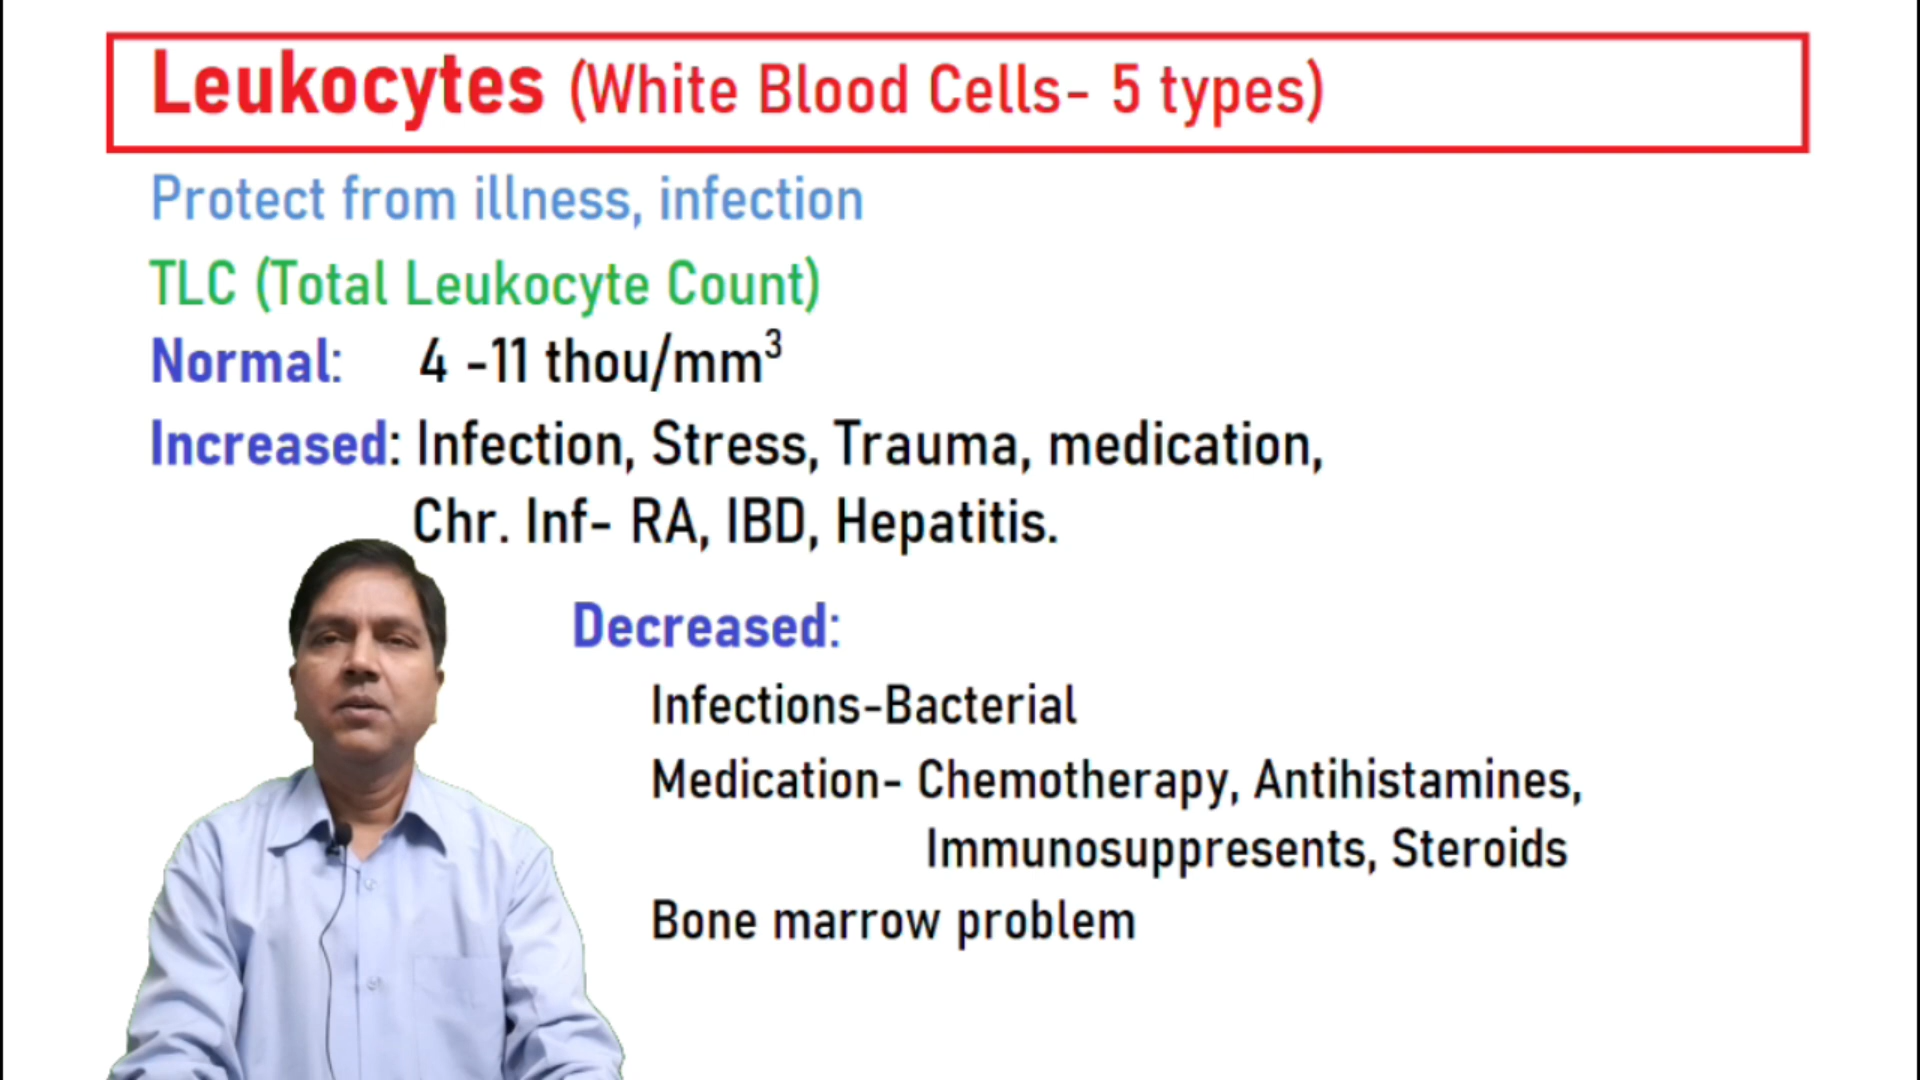 Leukocytes (White Blood Cells- 5 types)
Protect from illness, infection
TLC (Total Leukocyte Count)
Normal: 4 -11 thou/mm³
Increased: Infection, Stress, Trauma, medication,
Chr. Inf- RA, IBD, Hepatitis.
Decreased:
Infections-Bacterial
Medication- Chemotherapy, Antihistamines,
Immunosuppresents, Steroids
Bone marrow problem